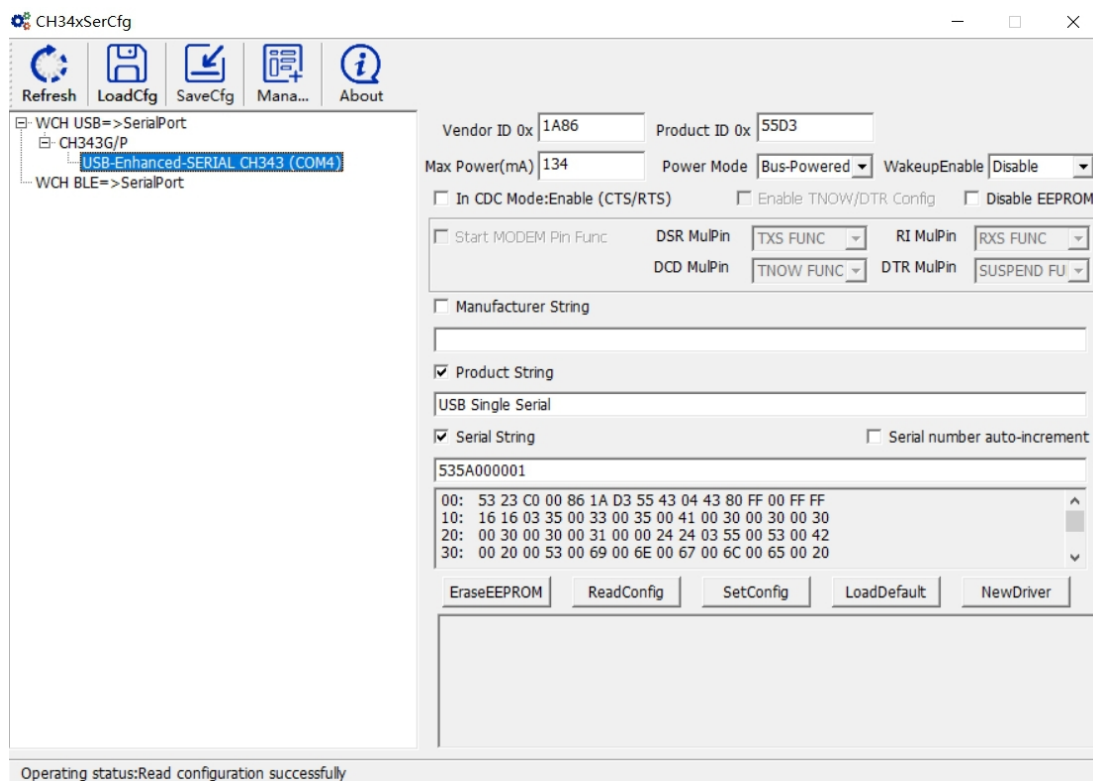 CH34xSerCfg
Refresh LoadCfg SaveCfg Mana... About
WCH USB=>SerialPort
CH343G/P
USB-Enhanced-SERIAL CH343 (COM4)
WCH BLE=>SerialPort
Vendor ID 0x 1A86 Product ID 0x 55D3
Max Power(mA) 134 Power Mode Bus-Powered WakeupEnable Disable
In CDC Mode:Enable (CTS/RTS) Enable TNOW/DTR Config Disable EEPROM
Start MODEM Pin Func DSR MulPin TXS FUNC RI MulPin RXS FUNC
DCD MulPin TNOW FUNC DTR MulPin SUSPEND FU
Manufacturer String
Product String
USB Single Serial
Serial String Serial number auto-increment
535A000001
00: 53 23 C0 00 86 1A D3 55 43 04 43 80 FF 00 FF FF
10: 16 16 03 35 00 33 00 35 00 41 00 30 00 30 00 30
20: 00 30 00 30 00 31 00 00 24 24 03 55 00 53 00 42
30: 00 20 00 53 00 69 00 6E 00 67 00 6C 00 65 00 20
EraseEEPROM ReadConfig SetConfig LoadDefault NewDriver
Operating status:Read configuration successfully